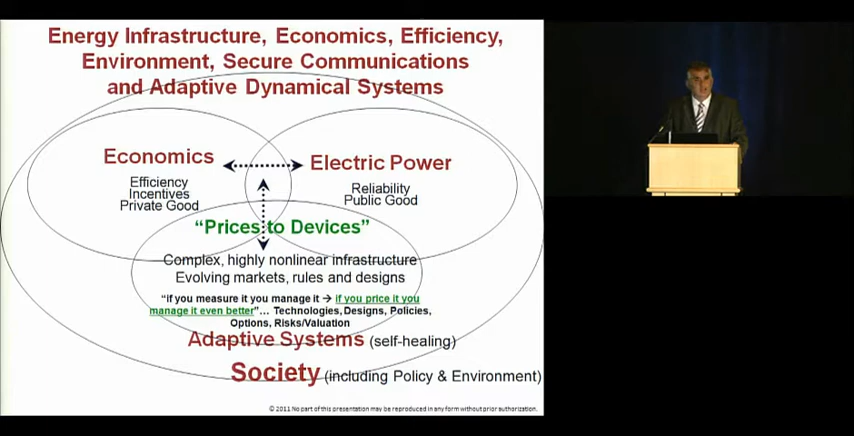 Energy Infrastructure, Economics, Efficiency,
Environment, Secure Communications
and Adaptive Dynamical Systems
Economics
Efficiency
Incentives
Private Good
Electric Power
Reliability
Public Good
“Prices to Devices”
Complex, highly nonlinear infrastructure
Evolving markets, rules and designs
“if you measure it you manage it → if you price it you
manage it even better”... Technologies, Designs, Policies,
Options, Risks/Valuation
Adaptive Systems (self-healing)
Society (including Policy & Environment)
© 2011 No part of this presentation may be reproduced in any form without prior authorization.